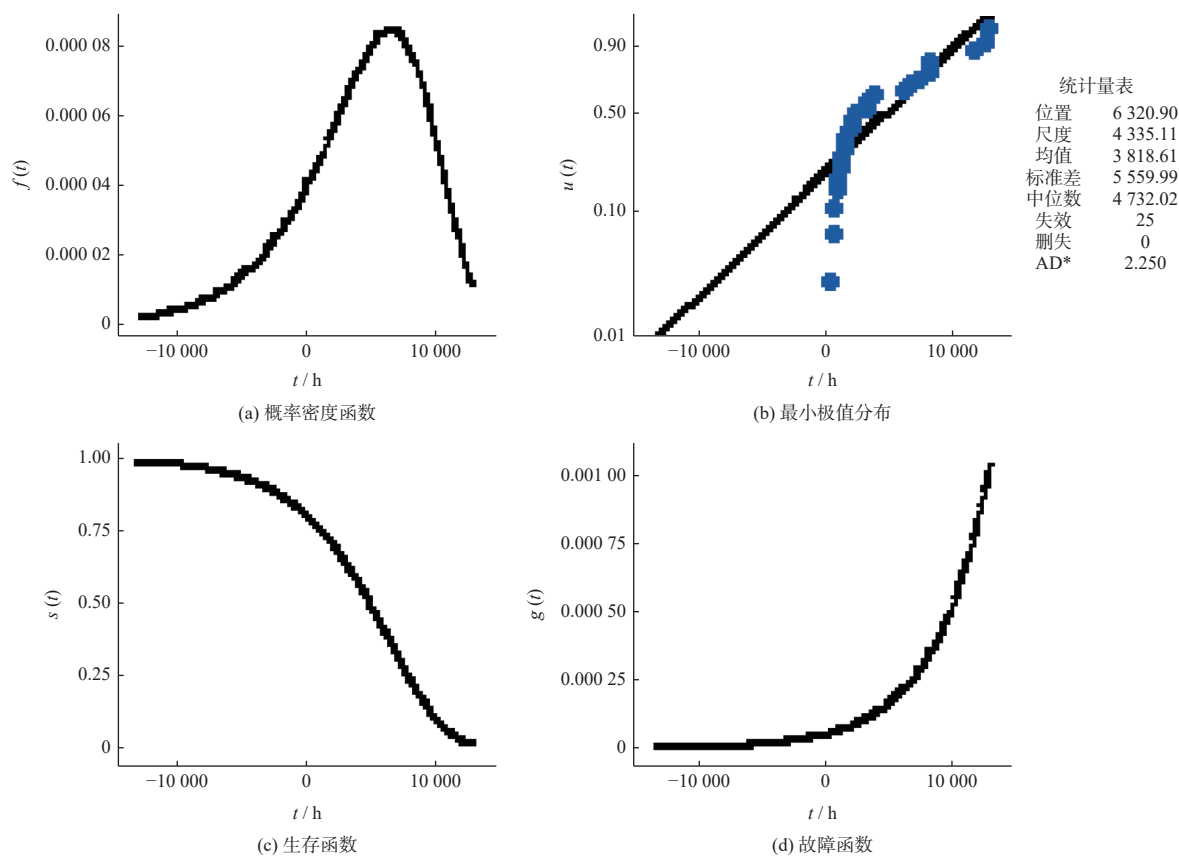 0.000 08
0.000 06
0.000 04
0.000 02
0
f (t)
−10 000 0 10 000
t / h
(a) 概率密度函数
0.90
0.50
0.10
0.01
u (t)
−10 000 0 10 000
t / h
(b) 最小极值分布
统计量表
位置 6 320.90
尺度 4 335.11
均值 3 818.61
标准差 5 559.99
中位数 4 732.02
失效 25
删失 0
AD* 2.250
1.00
0.75
0.50
0.25
0
s (t)
−10 000 0 10 000
t / h
(c) 生存函数
0.001 00
0.000 75
0.000 50
0.000 25
0
g (t)
−10 000 0 10 000
t / h
(d) 故障函数